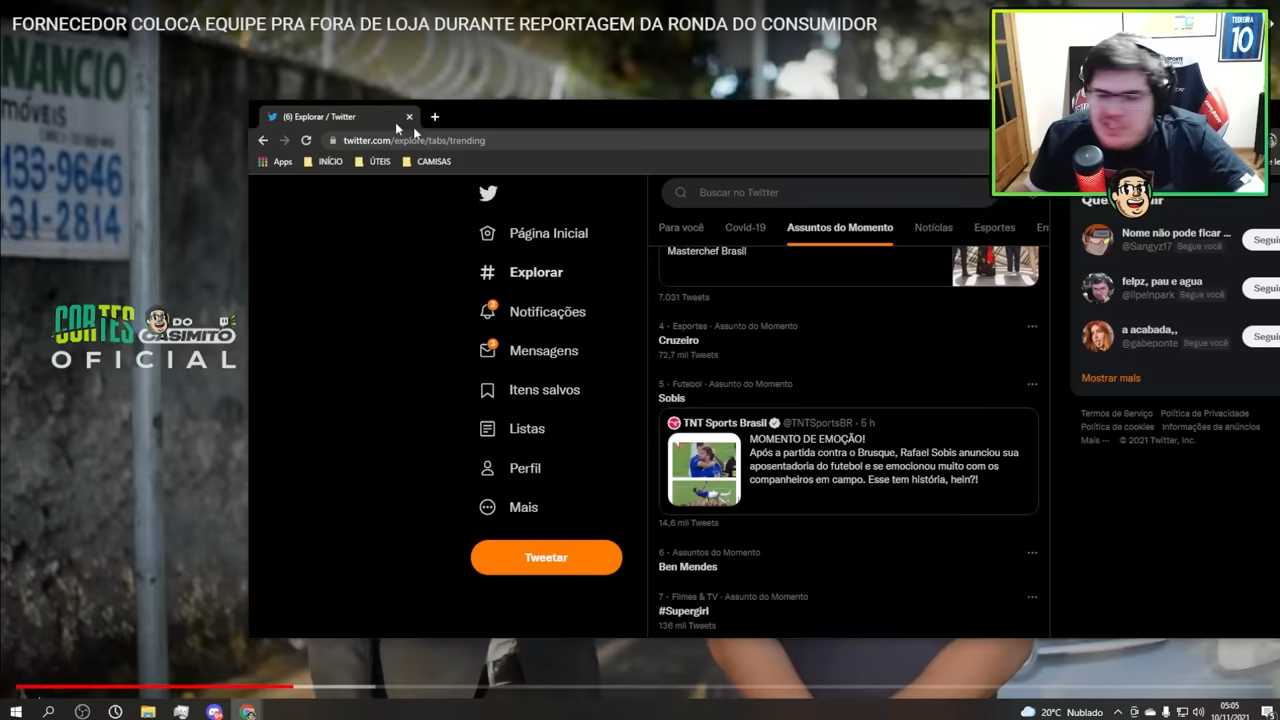 FORNECEDOR COLOCA EQUIPE PRA FORA DE LOJA DURANTE REPORTAGEM DA RONDA DO CONSUMIDOR
NANCIO
móveis
433-9646
31-2814
TEIXEIRA
10
(6) Explorar / Twitter
twitter.com/explore/tabs/trending
Apps
INÍCIO
ÚTEIS
CAMISAS
Buscar no Twitter
Para você
Covid-19
Assuntos do Momento
Notícias
Esportes
En
Página Inicial
Explorar
3
Notificações
3
Mensagens
Itens salvos
Listas
Perfil
Mais
Tweetar
Masterchef Brasil
7.031 Tweets
4 · Esportes · Assunto do Momento
Cruzeiro
72,7 mil Tweets
5 · Futebol · Assunto do Momento
Sobis
TNT Sports Brasil @TNTSportsBR · 5 h
MOMENTO DE EMOÇÃO!
Após a partida contra o Brusque, Rafael Sobis anunciou sua
aposentadoria do futebol e se emocionou muito com os
companheiros em campo. Esse tem história, hein?!
14,6 mil Tweets
6 · Assuntos do Momento
Ben Mendes
7 · Filmes & TV · Assunto do Momento
#Supergirl
136 mil Tweets
Nome não pode ficar ...
@Sangyz17 Segue você
Segui
felpz, pau e agua
@lipeinpark Segue você
Segui
a acabada,,
@gabeponte Segue você
Segui
Mostrar mais
Termos de Serviço Política de Privacidade
Política de cookies Informações de anúncios
Mais ··· © 2021 Twitter, Inc.
CORTES DO CASIMITO
OFICIAL
20°C Nublado
05:05
10/11/2021